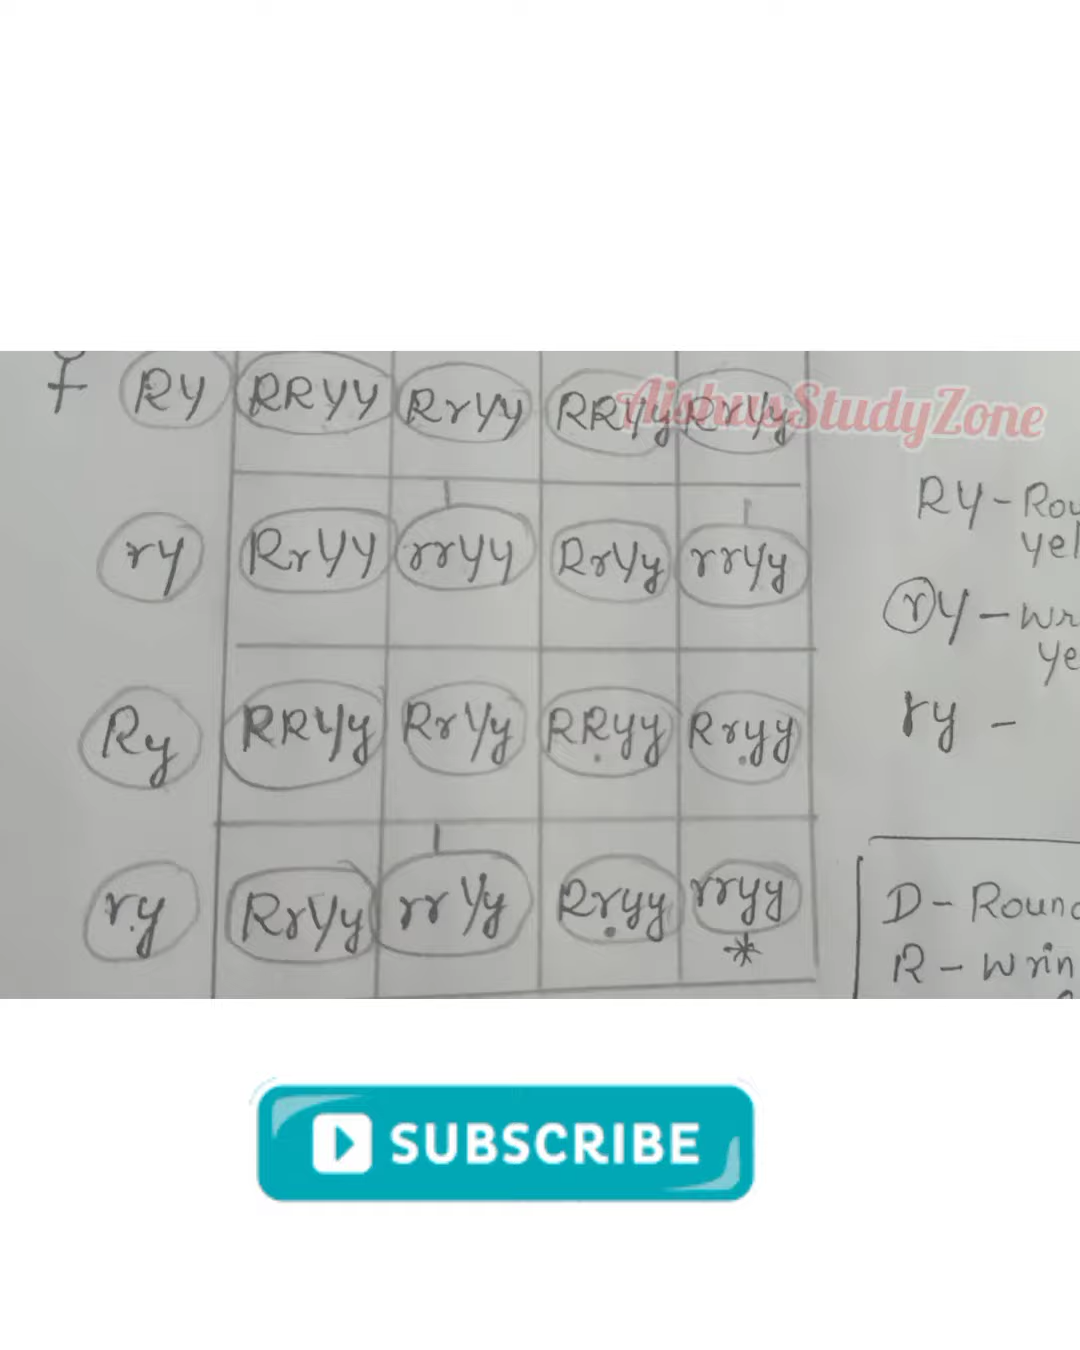 ♀ RY RRYY RrYy RRYy RrYy
AishusStudyZone
rY RrYY rrYY RrYy rrYy
Ry RRYy RrYy RRyy Rryy
ry RrYy rrYy Rryy rryy
*
RY - Rou
yel
rY - wr
ye
ry -
D - Round
R - wrin
SUBSCRIBE